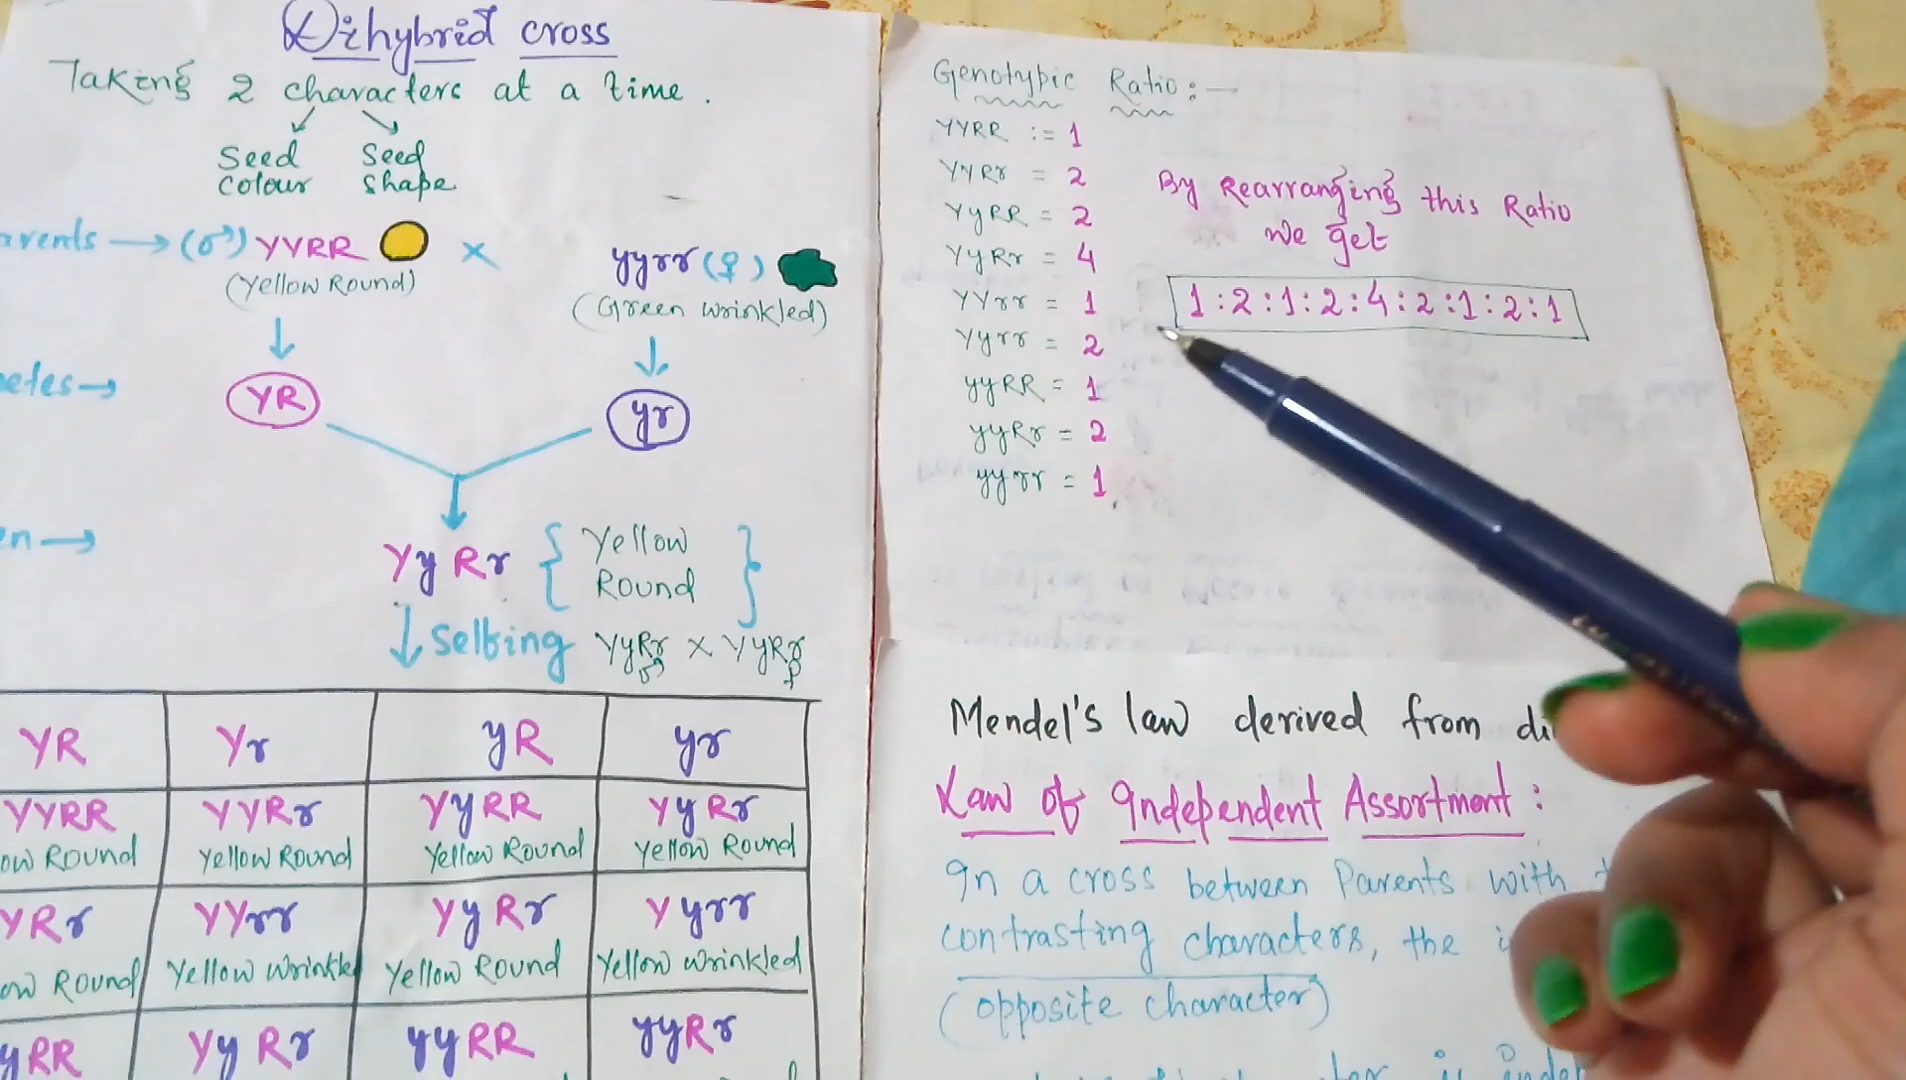 Dihybrid cross
Taking 2 characters at a time.
Seed Seed
colour shape
arents → (♂) YYRR × yyrr (♀)
(Yellow Round) (Green wrinkled)
etes→ YR yr
en→ YyRr { Yellow Round }
↓ Selfing YyRr ♂ × YyRr ♀
YR Yr yR yr
YYRR YYRr YyRR YyRr
ow Round Yellow Round Yellow Round Yellow Round
YRr YYrr YyRr Yyrr
ow Round Yellow Wrinkle Yellow Round Yellow wrinkled
yRR YyRr yyRR yyRr
Genotypic Ratio :-
YYRR := 1
YYRr = 2
YyRR = 2
YyRr = 4
YYrr = 1
Yyrr = 2
yyRR = 1
yyRr = 2
yyrr = 1
By Rearranging this Ratio
we get
1 : 2 : 1 : 2 : 4 : 2 : 1 : 2 : 1
Mendel's law derived from di
Law of Independent Assortment :
In a cross between Parents with
contrasting characters, the
(opposite character)